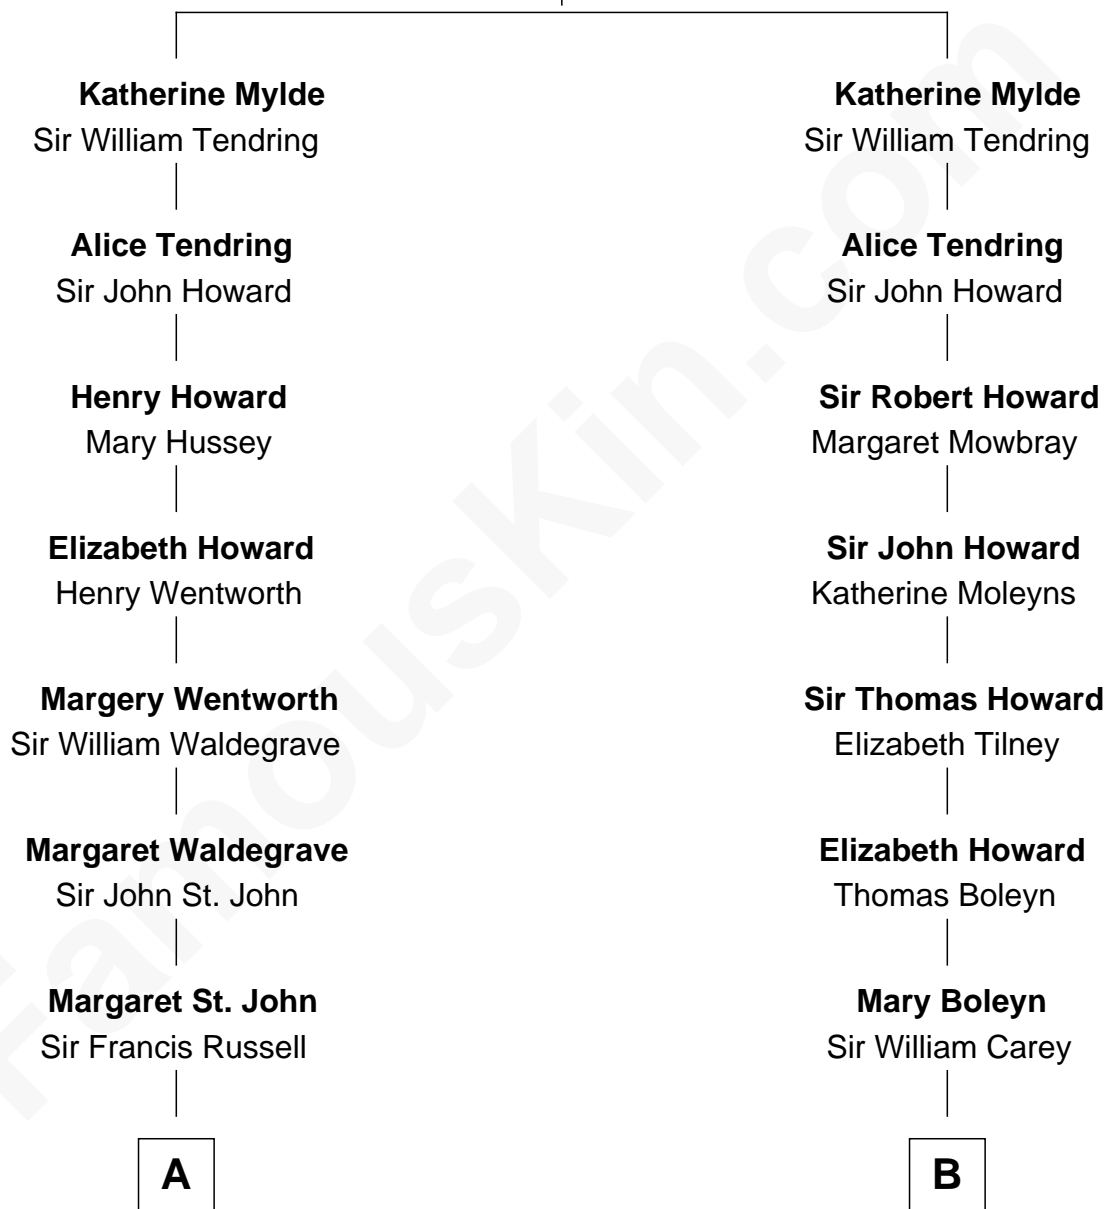 Katherine Mylde
Sir William Tendring
Alice Tendring
Sir John Howard
Henry Howard
Mary Hussey
Elizabeth Howard
Henry Wentworth
Margery Wentworth
Sir William Waldegrave
Margaret Waldegrave
Sir John St. John
Margaret St. John
Sir Francis Russell
A
Katherine Mylde
Sir William Tendring
Alice Tendring
Sir John Howard
Sir Robert Howard
Margaret Mowbray
Sir John Howard
Katherine Moleyns
Sir Thomas Howard
Elizabeth Tilney
Elizabeth Howard
Thomas Boleyn
Mary Boleyn
Sir William Carey
B
FamousKin.com